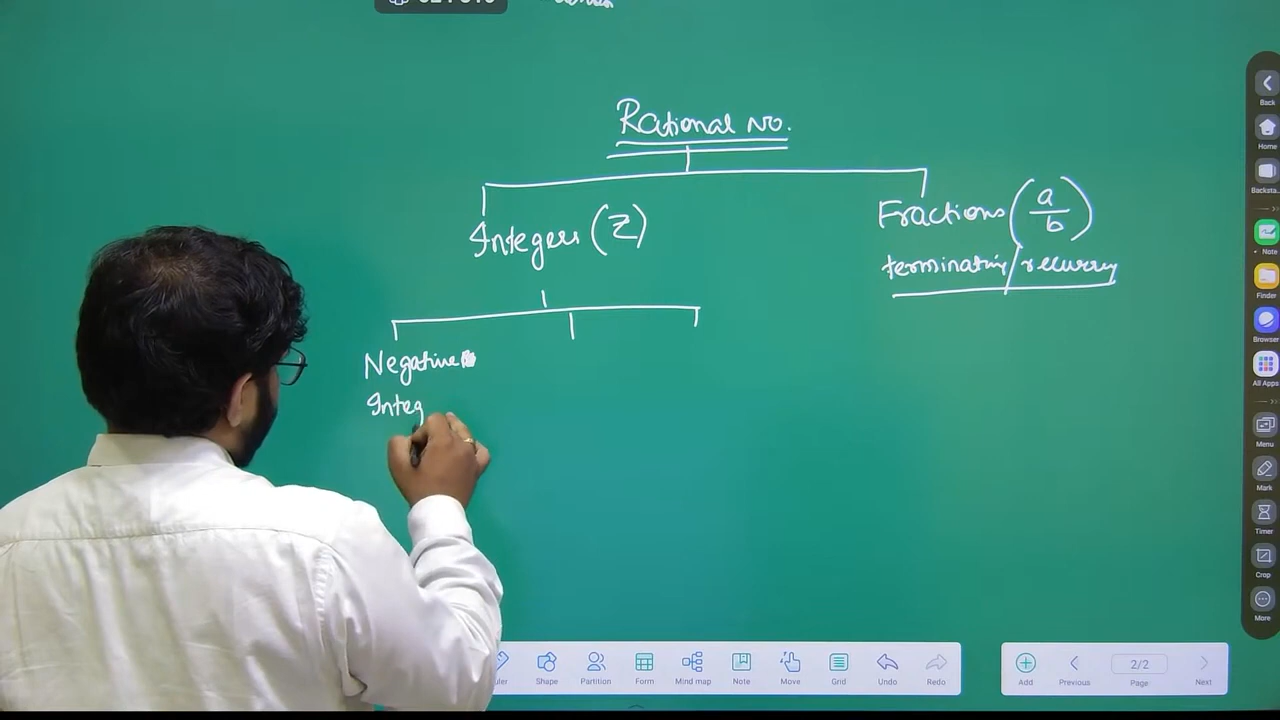 Rational No.
Integers (Z)
Fractions (a/b)
terminating/recurring
Negative
Integ
Back
Home
Backsta..
Note
Finder
Browser
All Apps
Menu
Mark
Timer
Crop
More
Shape
Partition
Form
Mind map
Note
Move
Grid
Undo
Redo
Add
Previous
2/2
Page
Next